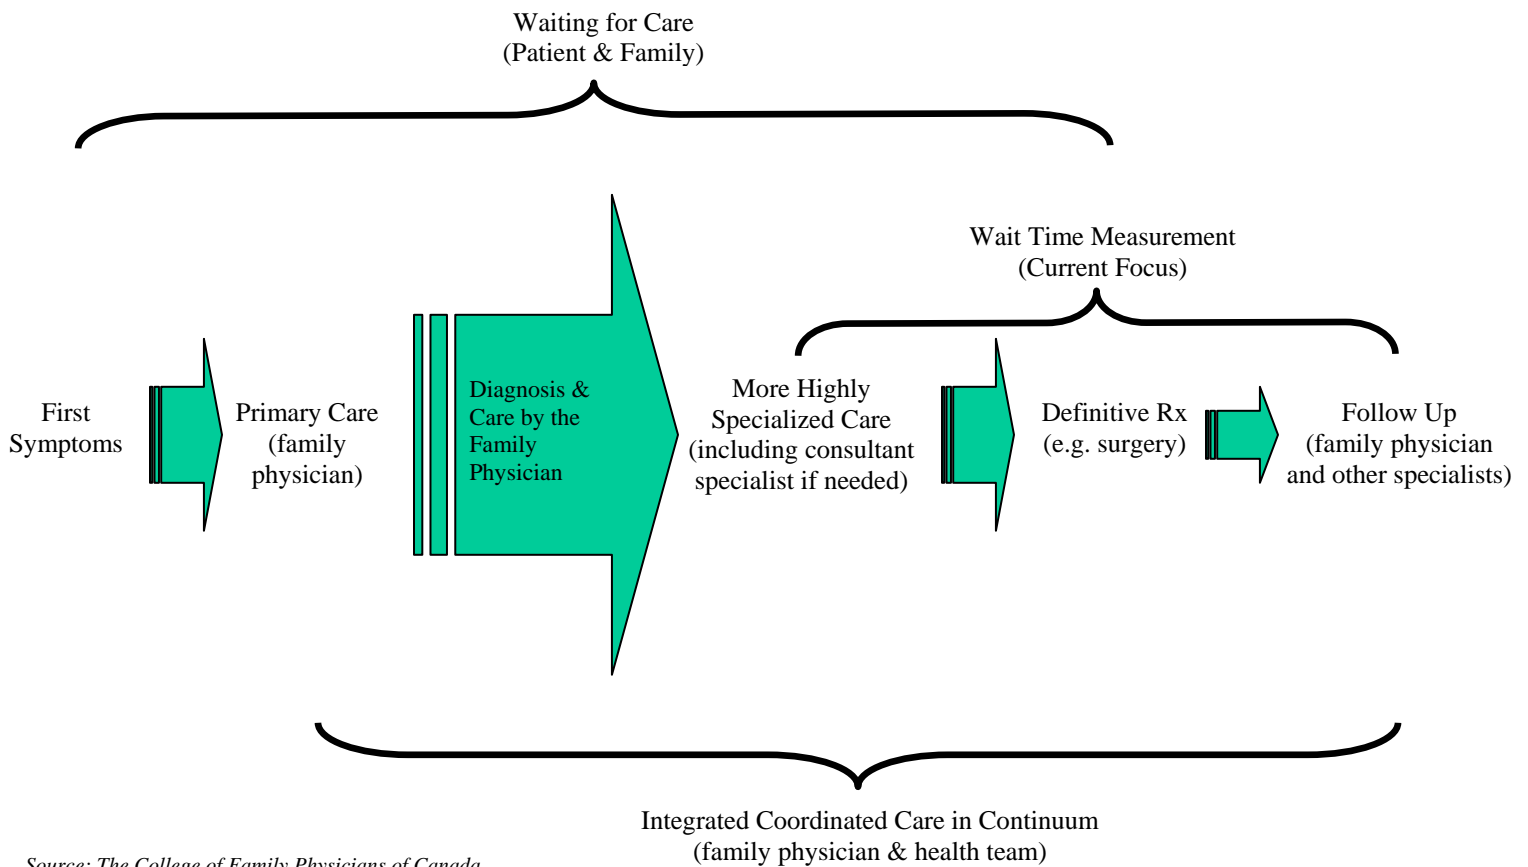 Waiting for Care
(Patient & Family)
Wait Time Measurement
(Current Focus)
First
Symptoms
Primary Care
(family
physician)
Diagnosis &
Care by the
Family
Physician
More Highly
Specialized Care
(including consultant
specialist if needed)
Definitive Rx
(e.g. surgery)
Follow Up
(family physician
and other specialists)
Integrated Coordinated Care in Continuum
(family physician & health team)
Source: The College of Family Physicians of Canada